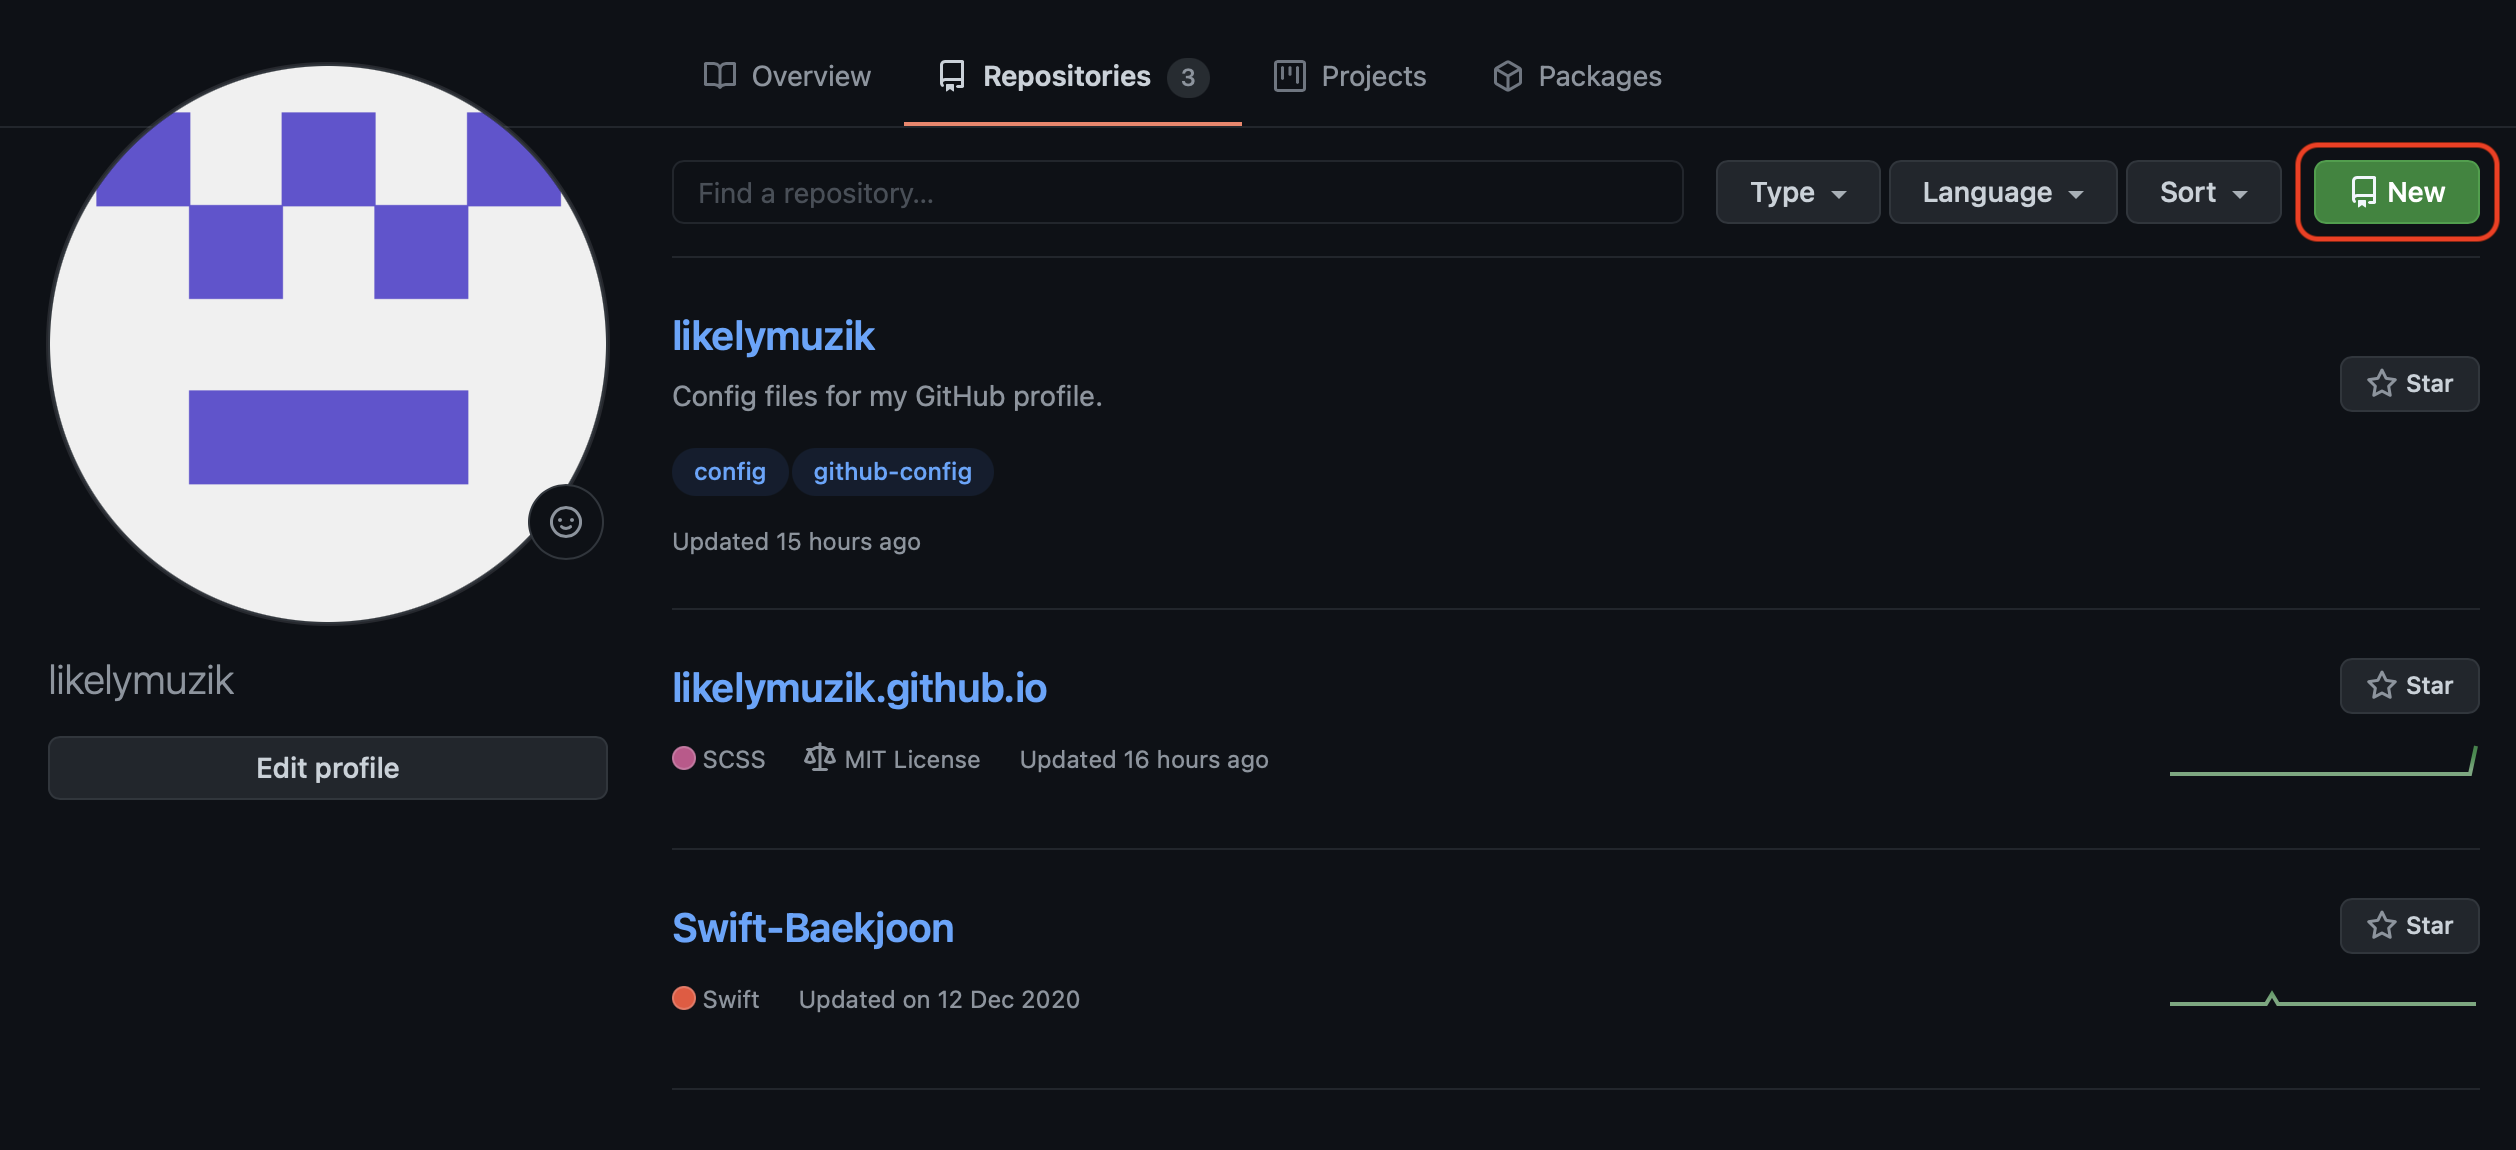 Overview Repositories 3 Projects Packages
Find a repository... Type Language Sort New
likelymuzik
Config files for my GitHub profile.
Star
config github-config
Updated 15 hours ago
likelymuzik
Edit profile
likelymuzik.github.io
Star
SCSS MIT License Updated 16 hours ago
Swift-Baekjoon
Star
Swift Updated on 12 Dec 2020